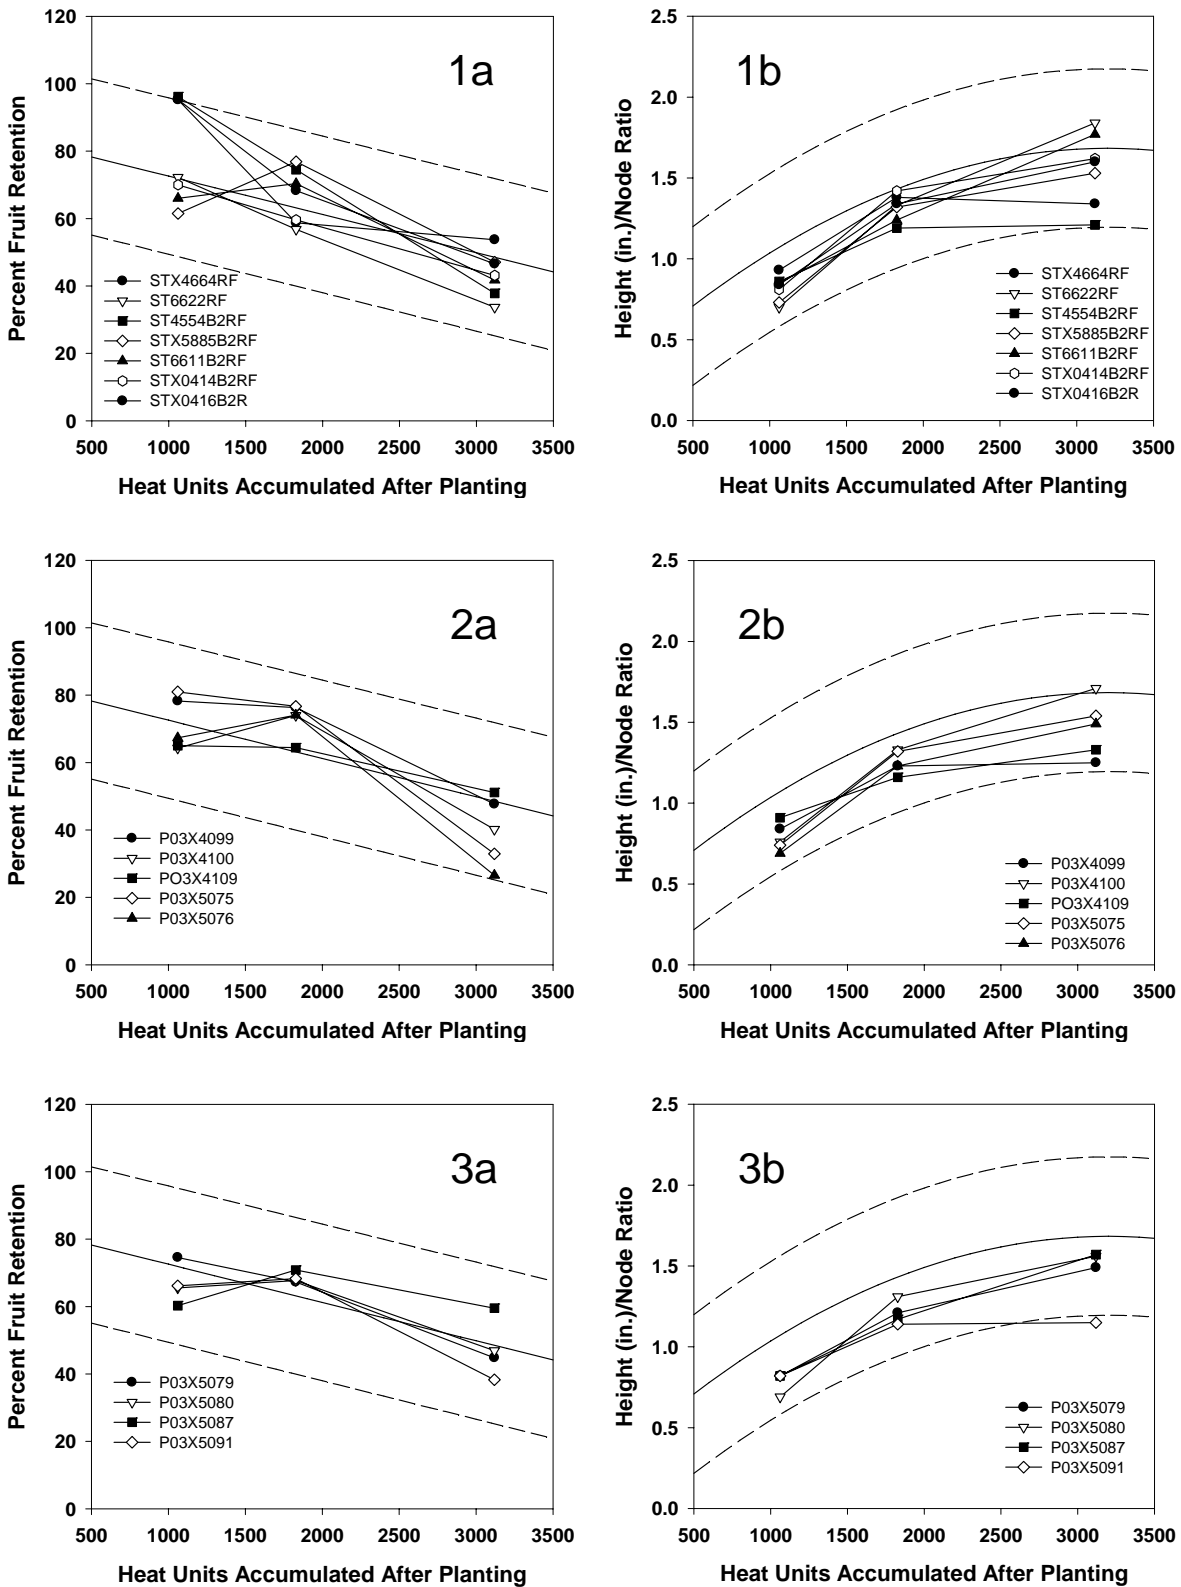 1a
Percent Fruit Retention
120
100
80
60
40
20
0
STX4664RF
ST6622RF
ST4554B2RF
STX5885B2RF
ST6611B2RF
STX0414B2RF
STX0416B2R
500 1000 1500 2000 2500 3000 3500
Heat Units Accumulated After Planting
1b
Height (in.)/Node Ratio
2.5
2.0
1.5
1.0
0.5
0.0
STX4664RF
ST6622RF
ST4554B2RF
STX5885B2RF
ST6611B2RF
STX0414B2RF
STX0416B2R
500 1000 1500 2000 2500 3000 3500
Heat Units Accumulated After Planting
2a
Percent Fruit Retention
120
100
80
60
40
20
0
P03X4099
P03X4100
PO3X4109
P03X5075
P03X5076
500 1000 1500 2000 2500 3000 3500
Heat Units Accumulated After Planting
2b
Height (in.)/Node Ratio
2.5
2.0
1.5
1.0
0.5
0.0
P03X4099
P03X4100
PO3X4109
P03X5075
P03X5076
500 1000 1500 2000 2500 3000 3500
Heat Units Accumulated After Planting
3a
Percent Fruit Retention
120
100
80
60
40
20
0
P03X5079
P03X5080
P03X5087
P03X5091
500 1000 1500 2000 2500 3000 3500
Heat Units Accumulated After Planting
3b
Height (in.)/Node Ratio
2.5
2.0
1.5
1.0
0.5
0.0
P03X5079
P03X5080
P03X5087
P03X5091
500 1000 1500 2000 2500 3000 3500
Heat Units Accumulated After Planting